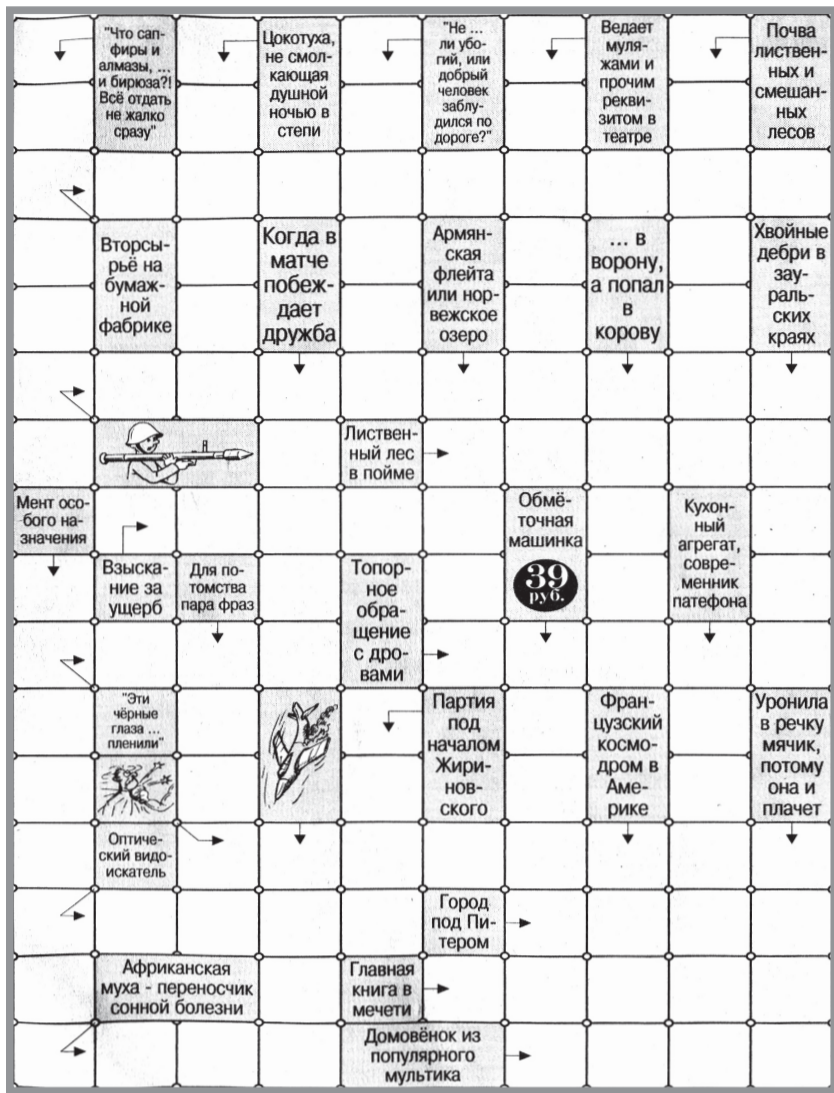 "Что сап-
фиры и
алмазы, ...
и бирюза?!
Всё отдать
не жалко
сразу"
Цокотуха,
не смол-
кающая
душной
ночью в
степи
"Не ...
ли убо-
гий, или
добрый
человек
заблу-
дился по
дороге?"
Ведает
муля-
жами и
прочим
рекви-
зитом в
театре
Почва
листвен-
ных и
смешан-
ных
лесов
Вторсы-
рьё на
бумаж-
ной
фабрике
Когда в
матче
побеж-
дает
дружба
Армян-
ская
флейта
или нор-
вежское
озеро
... в
ворону,
а попал
в
корову
Хвойные
дебри в
зау-
раль-
ских
краях
Листвен-
ный лес
в пойме
Мент осо-
бого на-
значения
Обмё-
точная
машинка
39
руб.
Кухон-
ный
агрегат,
совре-
менник
патефона
Взыска-
ние за
ущерб
Для по-
томства
пара фраз
Топор-
ное
обра-
щение
с дро-
вами
"Эти
чёрные
глаза ...
пленили"
Партия
под
началом
Жири-
нов-
ского
Фран-
цузский
космо-
дром в
Аме-
рике
Уронила
в речку
мячик,
потому
она и
плачет
Оптиче-
ский видо-
искатель
Город
под Пи-
тером
Африканская
муха - переносчик
сонной болезни
Главная
книга в
мечети
Домовёнок из
популярного
мультика